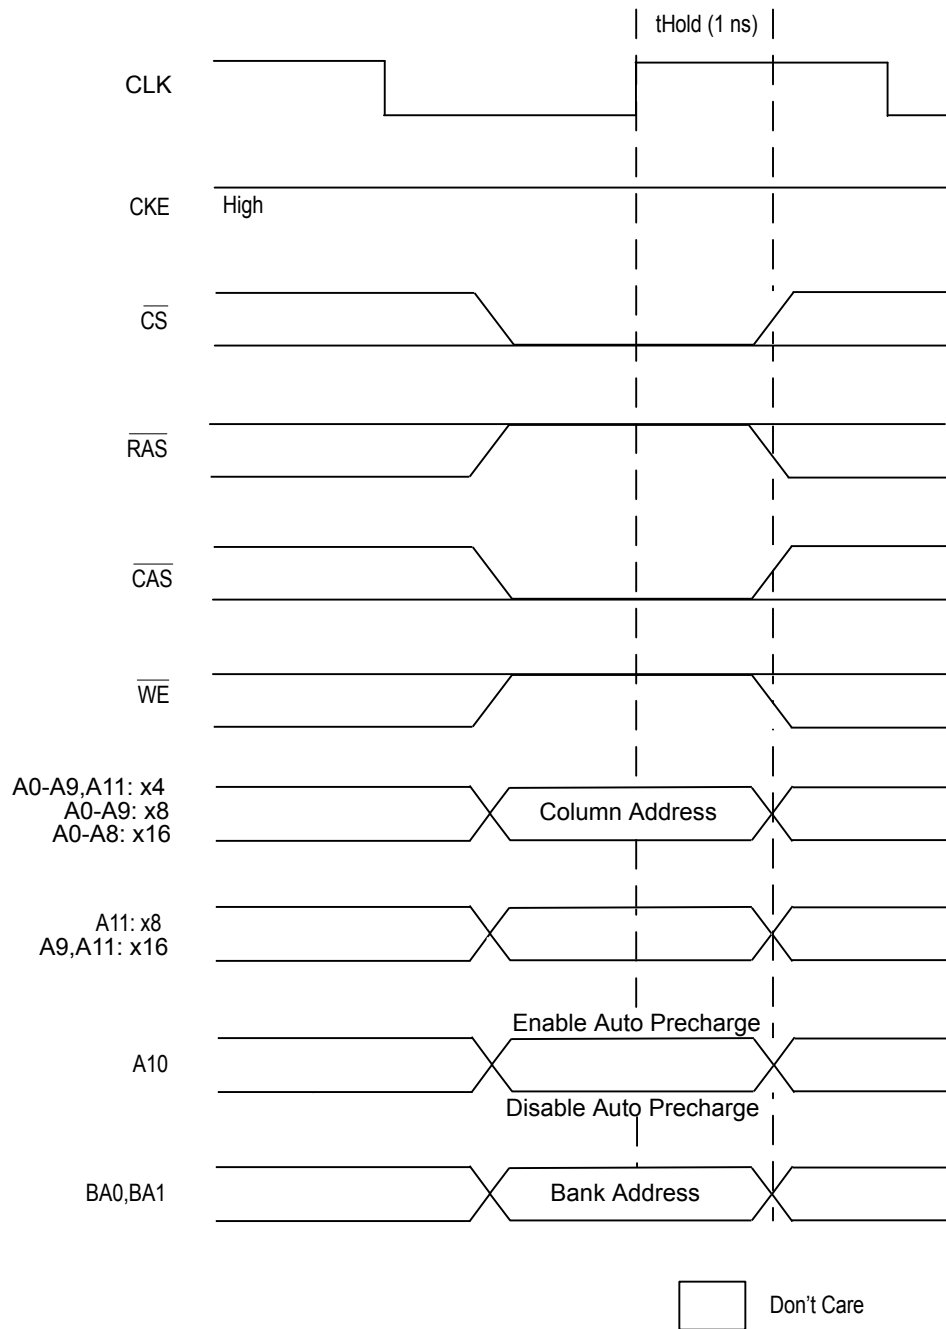 tHold (1 ns)
CLK
CKE
High
CS
RAS
CAS
WE
A0-A9,A11: x4
A0-A9: x8
A0-A8: x16
Column Address
A11: x8
A9,A11: x16
Enable Auto Precharge
A10
Disable Auto Precharge
BA0,BA1
Bank Address
Don't Care